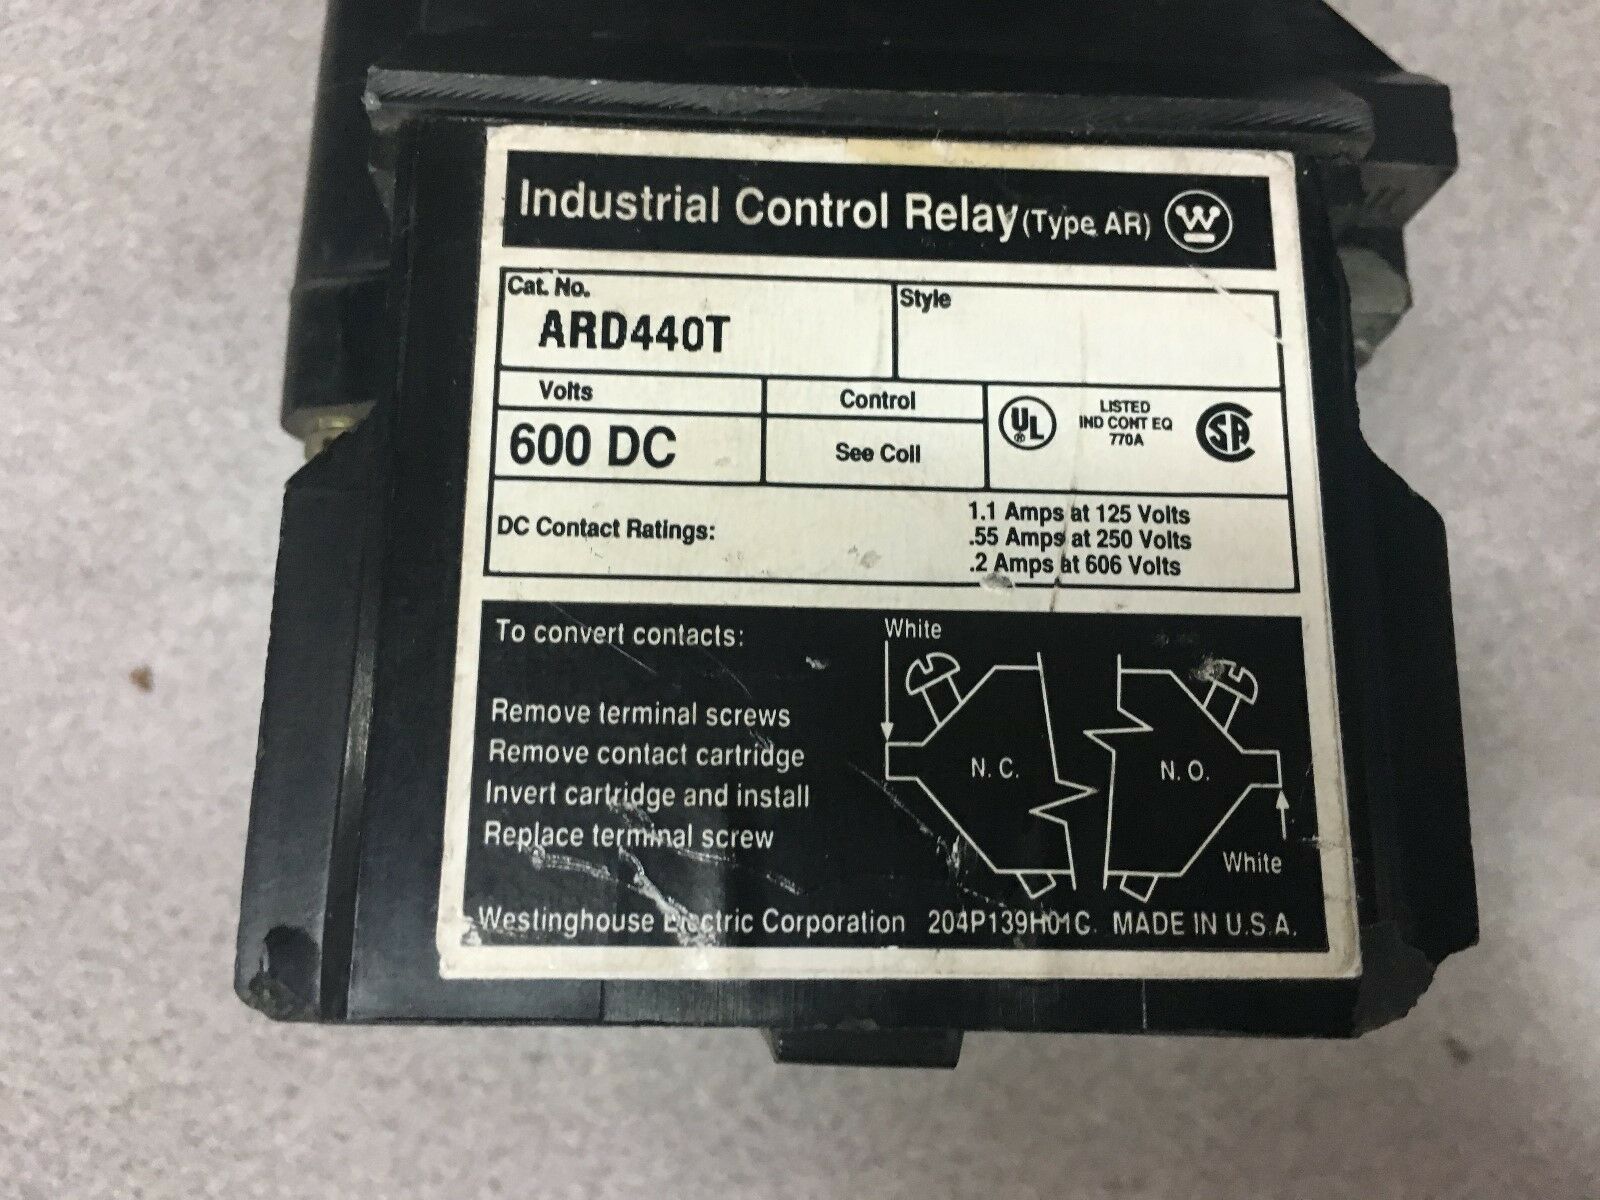 Industrial Control Relay (Type AR) W
Cat. No.
ARD440T
Style
Volts
600 DC
Control
See Coil
UL
®
LISTED
IND CONT EQ
770A
SA
DC Contact Ratings:
1.1 Amps at 125 Volts
.55 Amps at 250 Volts
.2 Amps at 606 Volts
To convert contacts:
Remove terminal screws
Remove contact cartridge
Invert cartridge and install
Replace terminal screw
White
N. C.
N. O.
White
Westinghouse Electric Corporation 204P139H01C. MADE IN U.S.A.